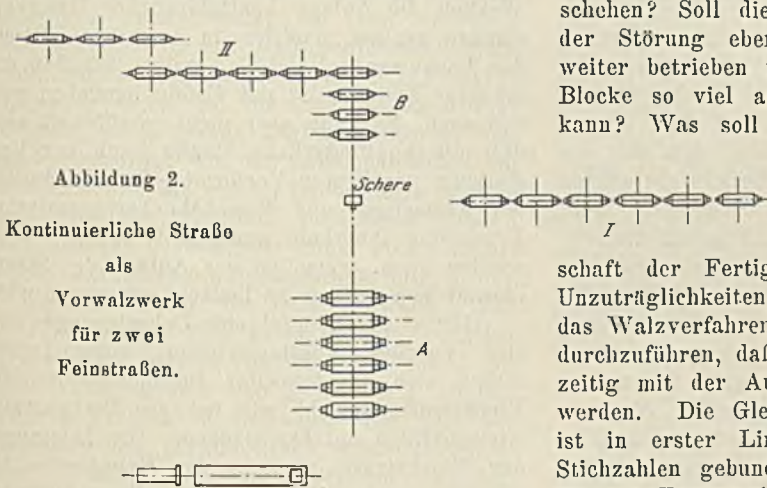 II
B
Abbildung 2.
Schere
Kontinuierliche Straßo
als
Vorwalzwerk
für zwei
Feinstraßen.
A
I
schehen? Soll die
der Störung eben
weiter betrieben
Blocke so viel a
kann? Was soll
schaft der Fertig
Unzuträglichkeiten
das Walzverfahren
durchzuführen, daß
zeitig mit der Au
werden. Die Gle
ist in erster Lin
Stichzahlen gebun